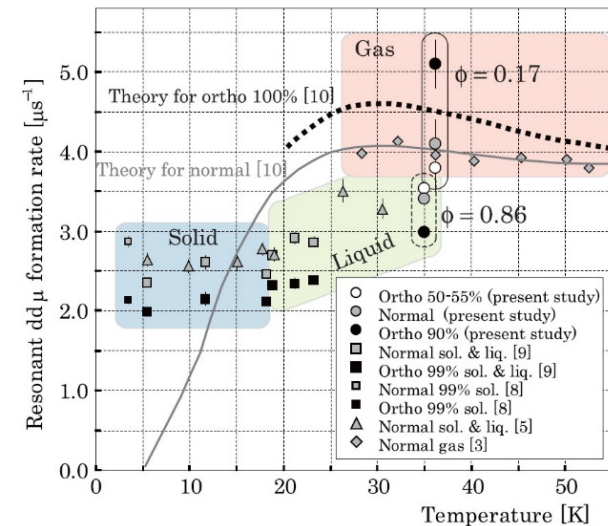 Resonant dd μ formation rate [μs⁻¹]
5.0
4.0
3.0
2.0
1.0
0.0
Gas
ϕ = 0.17
Theory for ortho 100% [10]
Theory for normal [10]
Solid
Liquid
ϕ = 0.86
Ortho 50-55% (present study)
Normal (present study)
Ortho 90% (present study)
Normal sol. & liq. [9]
Ortho 99% sol. & liq. [9]
Normal 99% sol. [8]
Ortho 99% sol. [8]
Normal sol. & liq. [5]
Normal gas [3]
0 10 20 30 40 50
Temperature [K]